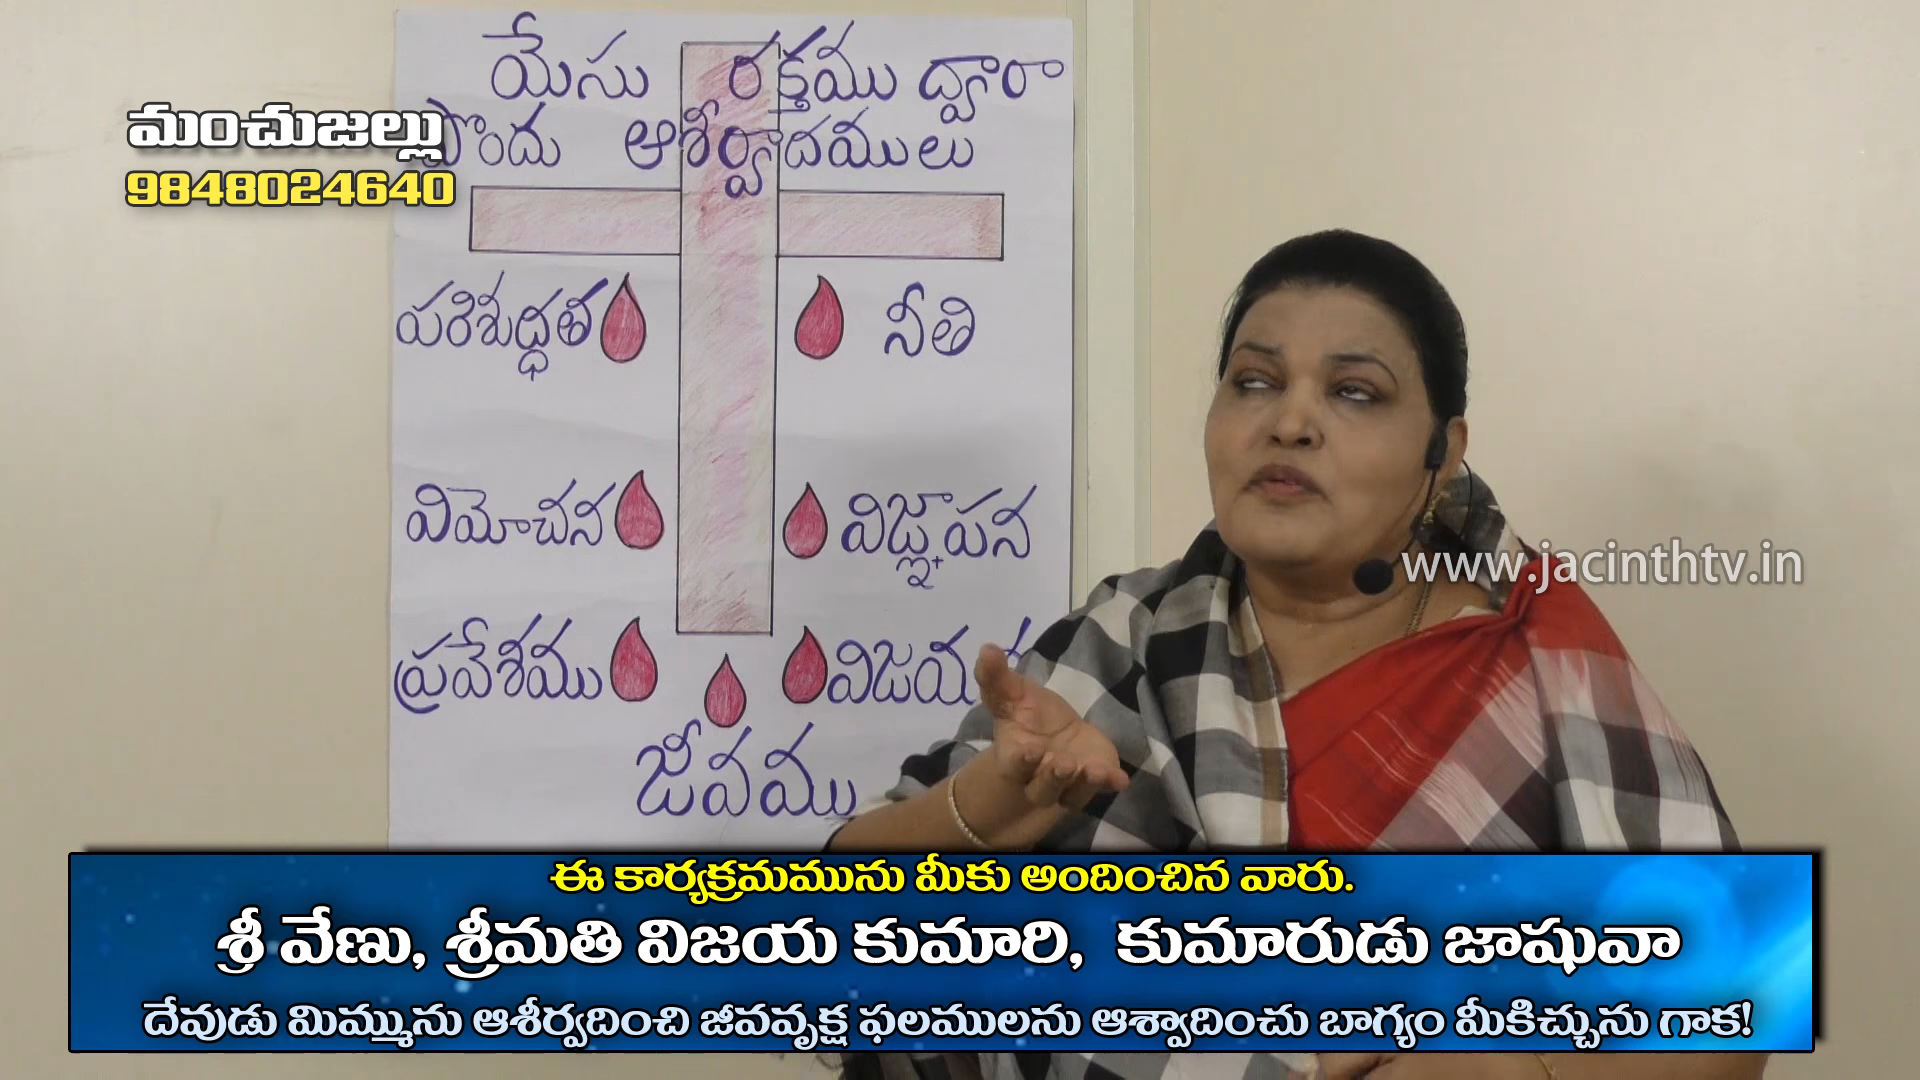 యేసు రక్తము ద్వారా
పొందు ఆశీర్వాదములు
మంచుజల్లు
9848024640
పరిశుద్ధత
నీతి
విమోచన
విజ్ఞాపన
ప్రవేశము
విజయ
జీవము
www.jacinthtv.in
ఈ కార్యక్రమమును మీకు అందించిన వారు.
శ్రీ వేణు, శ్రీమతి విజయ కుమారి, కుమారుడు జాషువా
దేవుడు మిమ్మును ఆశీర్వదించి జీవవృక్ష ఫలములను ఆశ్వాదించు బాగ్యం మీకిచ్చును గాక!